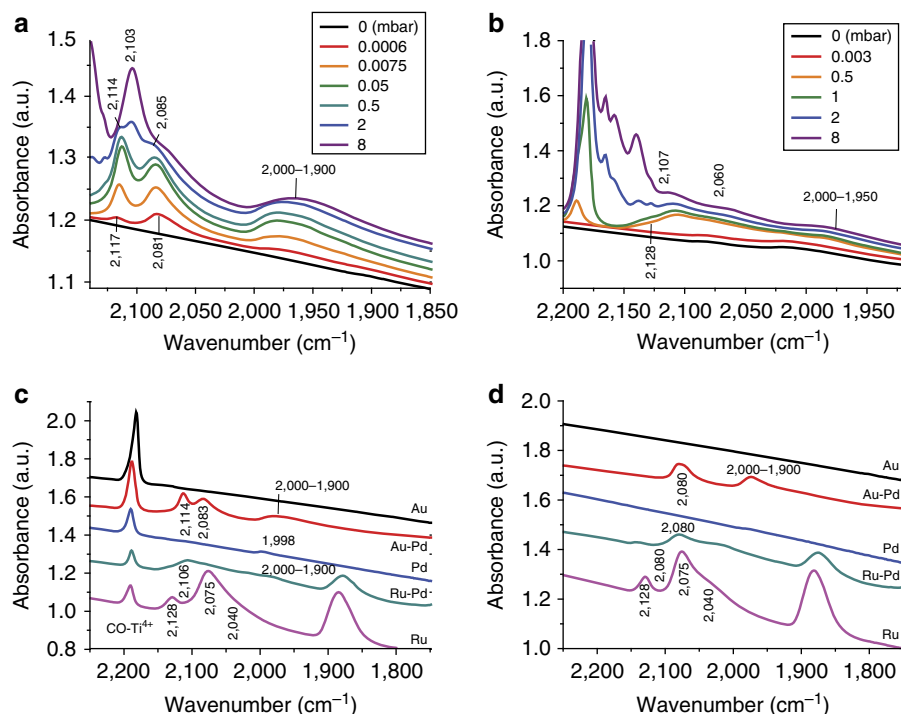 a
Absorbance (a.u.)
1.5
1.4
1.3
1.2
1.1
2,103
2,114
2,085
2,000–1,900
2,117
2,081
0 (mbar)
0.0006
0.0075
0.05
0.5
2
8
2,100 2,050 2,000 1,950 1,900 1,850
Wavenumber (cm⁻¹)
b
Absorbance (a.u.)
1.8
1.6
1.4
1.2
1.0
2,107
2,060
2,000–1,950
2,128
0 (mbar)
0.003
0.5
1
2
8
2,200 2,150 2,100 2,050 2,000 1,950 1,900
Wavenumber (cm⁻¹)
c
Absorbance (a.u.)
2.0
1.8
1.6
1.4
1.2
1.0
0.8
2,000–1,900
Au
2,114
2,083
Au-Pd
1,998
Pd
2,106
2,000–1,900
Ru-Pd
CO-Ti⁴⁺
2,128
2,075
2,040
Ru
2,200 2,100 2,000 1,900 1,800
Wavenumber (cm⁻¹)
d
Absorbance (a.u.)
2.0
1.8
1.6
1.4
1.2
1.0
Au
2,080
2,000–1,900
Au-Pd
Pd
2,080
Ru-Pd
2,128
2,080
2,075
2,040
Ru
2,200 2,100 2,000 1,900 1,800
Wavenumber (cm⁻¹)